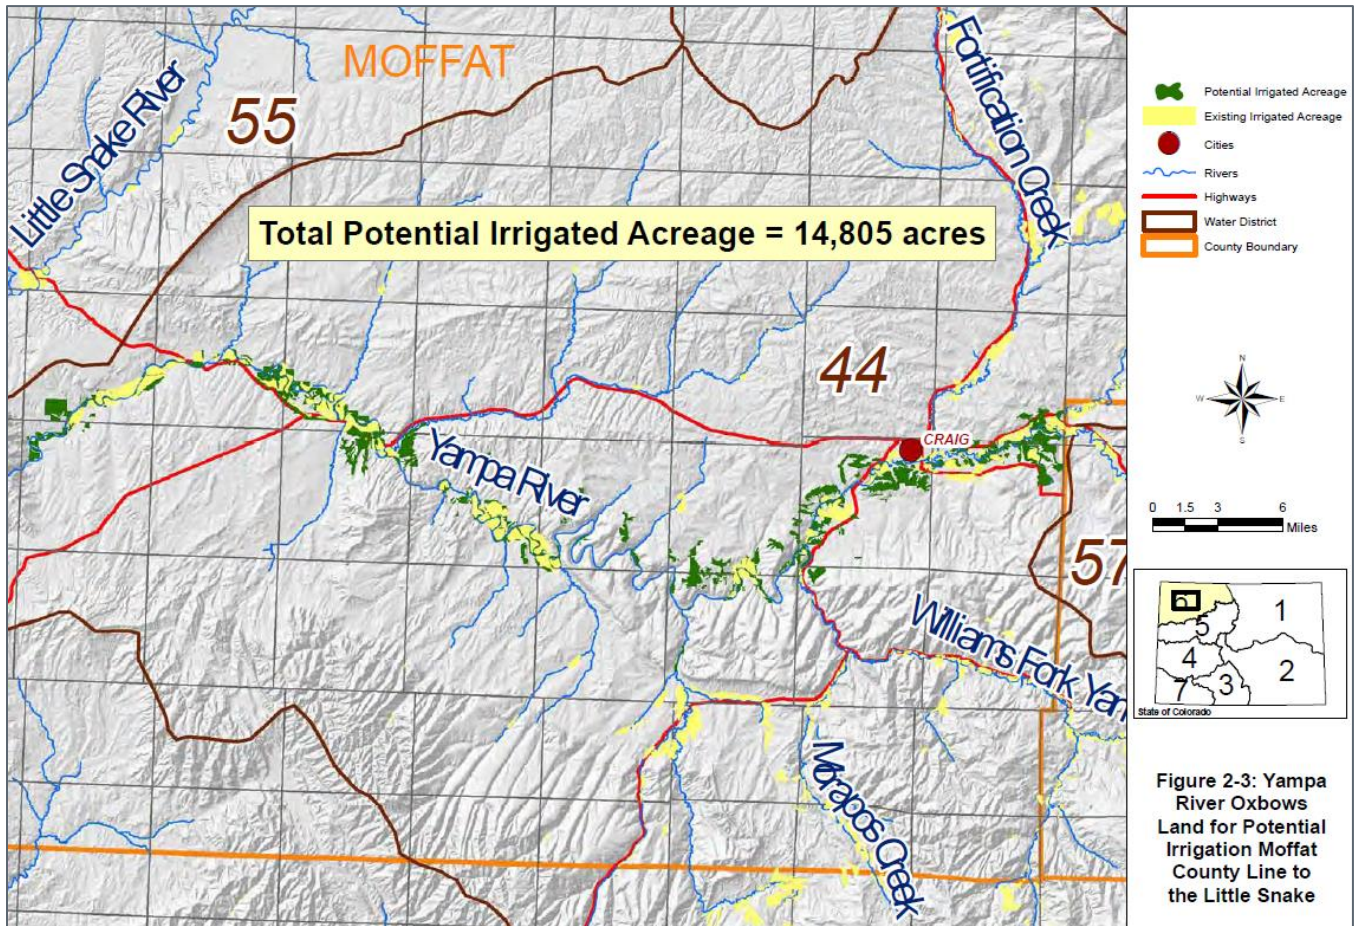 MOFFAT
55
Little Snake River
Fortification Creek
Total Potential Irrigated Acreage = 14,805 acres
44
CRAIG
Yampa River
57
Williams Fork Yam
Morapos Creek
Potential Irrigated Acreage
Existing Irrigated Acreage
Cities
Rivers
Highways
Water District
County Boundary
N
W E
S
0 1.5 3 6
Miles
6
1
5
4
2
3
7
State of Colorado
Figure 2-3: Yampa
River Oxbows
Land for Potential
Irrigation Moffat
County Line to
the Little Snake